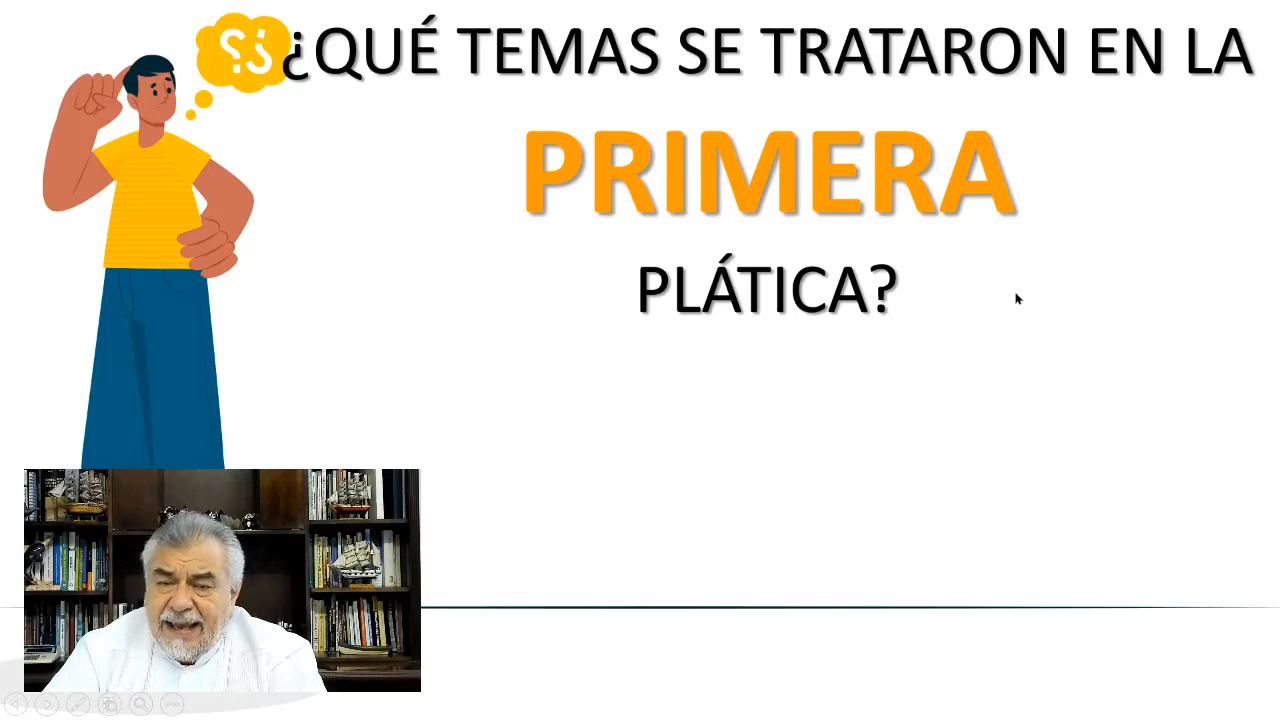 ¿QUÉ TEMAS SE TRATARON EN LA
PRIMERA
PLÁTICA?